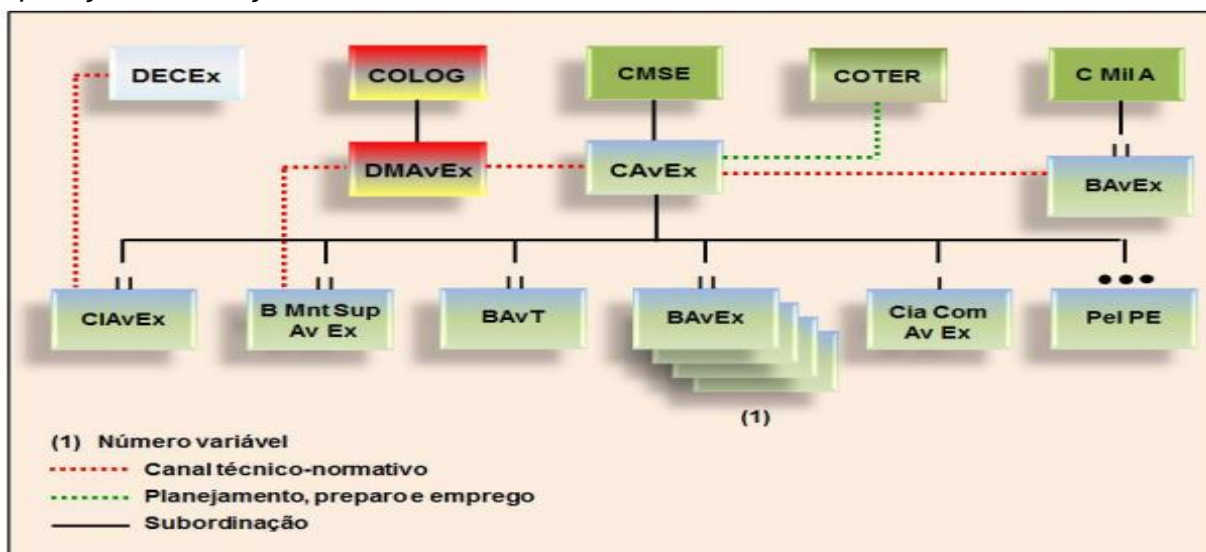 DECEx
COLOG
CMSE
COTER
C Mil A
DMAvEx
CAvEx
BAvEx
CIAvEx
B Mnt Sup
Av Ex
BAvT
BAvEx
Cia Com
Av Ex
Pel PE
(1)
(1) Número variável
Canal técnico-normativo
Planejamento, preparo e emprego
Subordinação